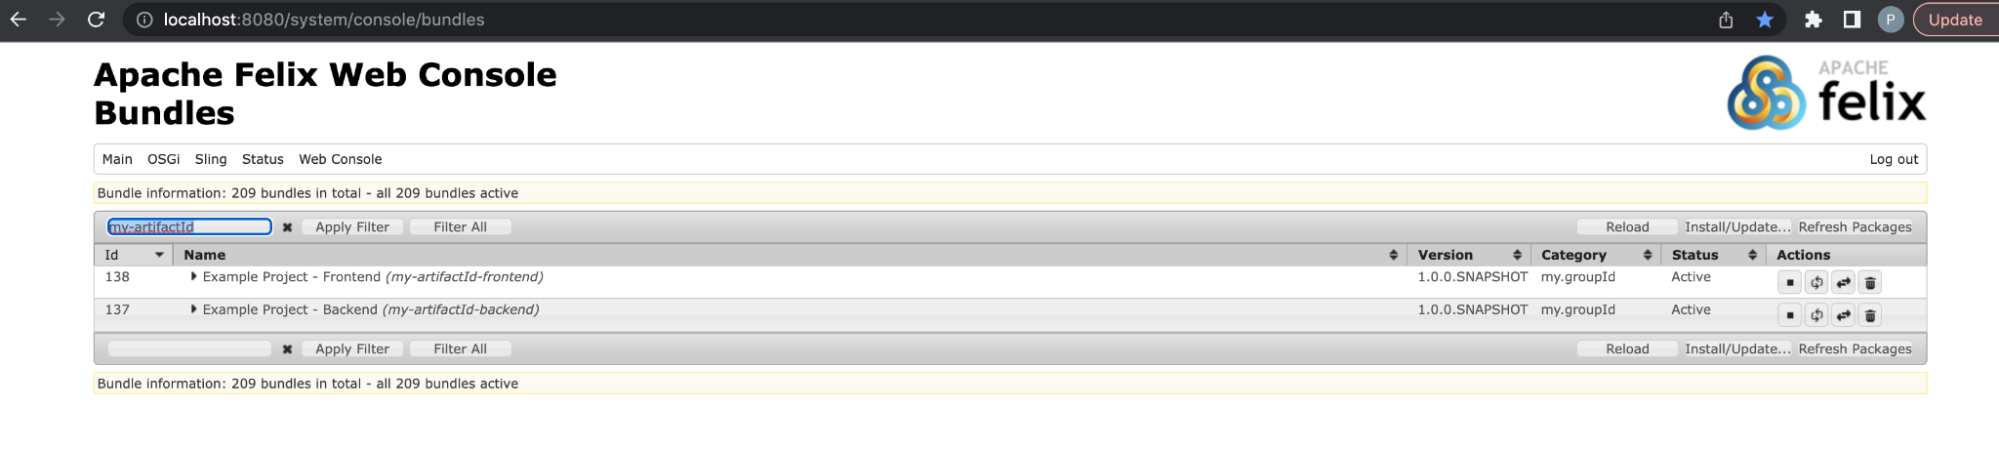 localhost:8080/system/console/bundles
P
Update
Apache Felix Web Console
Bundles
APACHE
felix
Main OSGi Sling Status Web Console Log out
Bundle information: 209 bundles in total - all 209 bundles active
my-artifactId ✖ Apply Filter Filter All Reload Install/Update... Refresh Packages
Id Name Version Category Status Actions
138 Example Project - Frontend (my-artifactId-frontend) 1.0.0.SNAPSHOT my.groupId Active
137 Example Project - Backend (my-artifactId-backend) 1.0.0.SNAPSHOT my.groupId Active
✖ Apply Filter Filter All Reload Install/Update... Refresh Packages
Bundle information: 209 bundles in total - all 209 bundles active